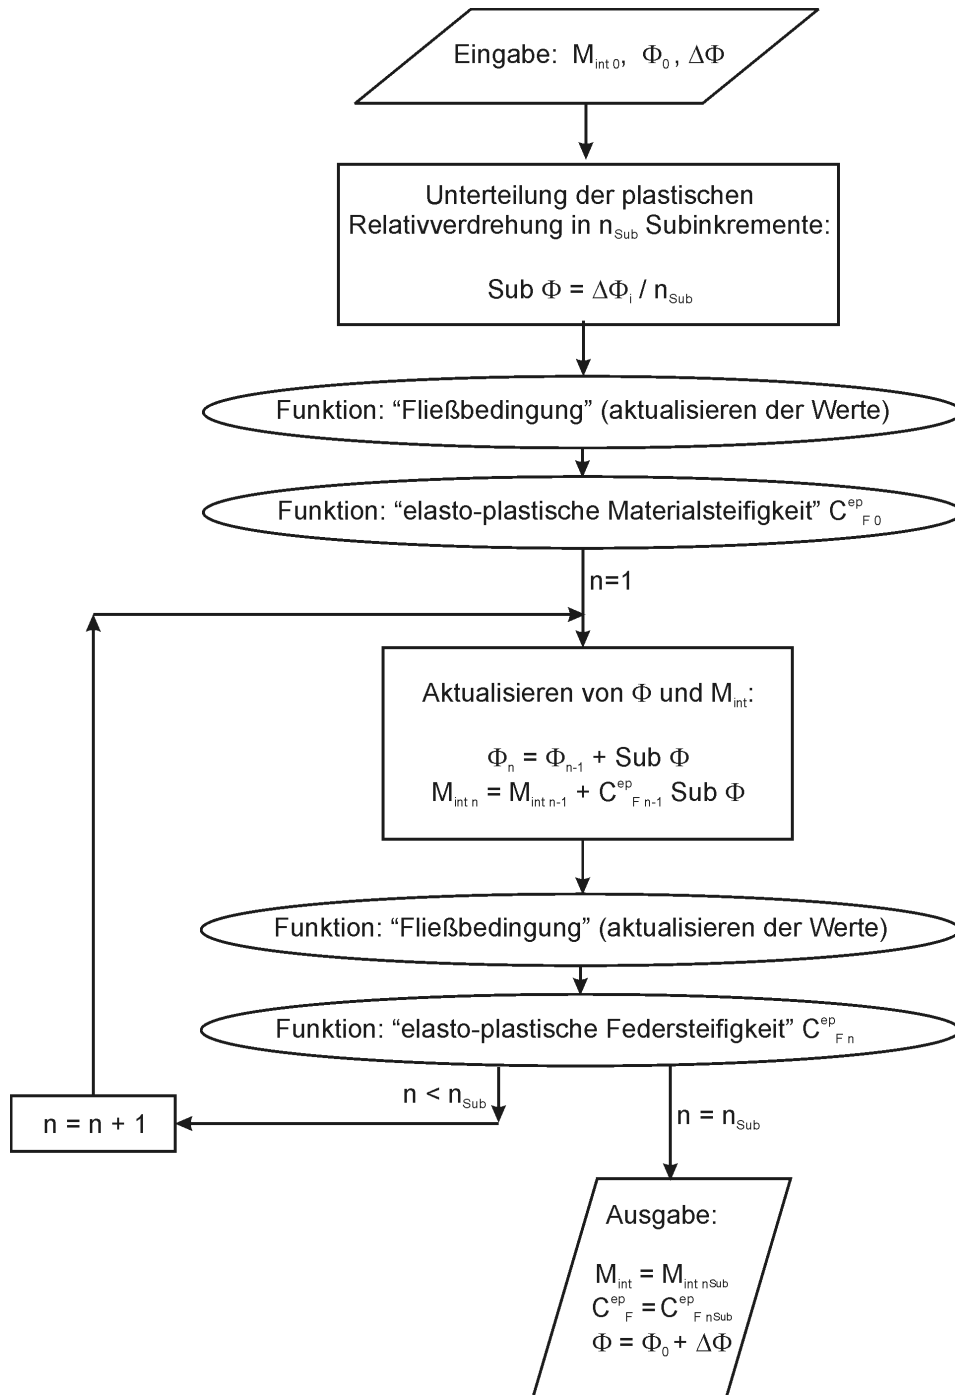 Eingabe: M_int 0, Φ_0, ΔΦ
Unterteilung der plastischen
Relativverdrehung in n_Sub Subinkremente:
Sub Φ = ΔΦ_i / n_Sub
Funktion: “Fließbedingung” (aktualisieren der Werte)
Funktion: “elasto-plastische Materialsteifigkeit” C^ep_F 0
n=1
Aktualisieren von Φ und M_int:
Φ_n = Φ_n-1 + Sub Φ
M_int n = M_int n-1 + C^ep_F n-1 Sub Φ
Funktion: “Fließbedingung” (aktualisieren der Werte)
Funktion: “elasto-plastische Federsteifigkeit” C^ep_F n
n < n_Sub
n = n + 1
n = n_Sub
Ausgabe:
M_int = M_int nSub
C^ep_F = C^ep_F nSub
Φ = Φ_0 + ΔΦ